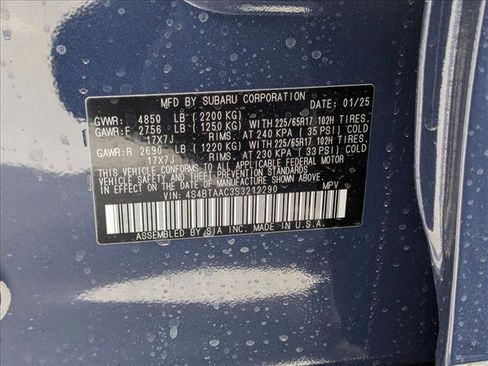 MFD BY SUBARU CORPORATION DATE: 01/25
GVWR: 4850 LB (2200 KG)
GAWR:F 2756 LB (1250 KG) WITH 225/65R17 102H TIRES,
17X7J RIMS, AT 240 KPA (35 PSI) COLD
GAWR:R 2690 LB (1220 KG) WITH 225/65R17 102H TIRES,
17X7J RIMS, AT 230 KPA (33 PSI) COLD
THIS VEHICLE CONFORMS TO ALL APPLICABLE FEDERAL MOTOR
VEHICLE SAFETY AND THEFT PREVENTION STANDARDS
IN EFFECT ON THE DATE OF MANUFACTURE SHOWN ABOVE.
VIN: 4S4BTAAC3S3212290 MPV
ASSEMBLED BY SIA INC. MADE IN U.S.A.